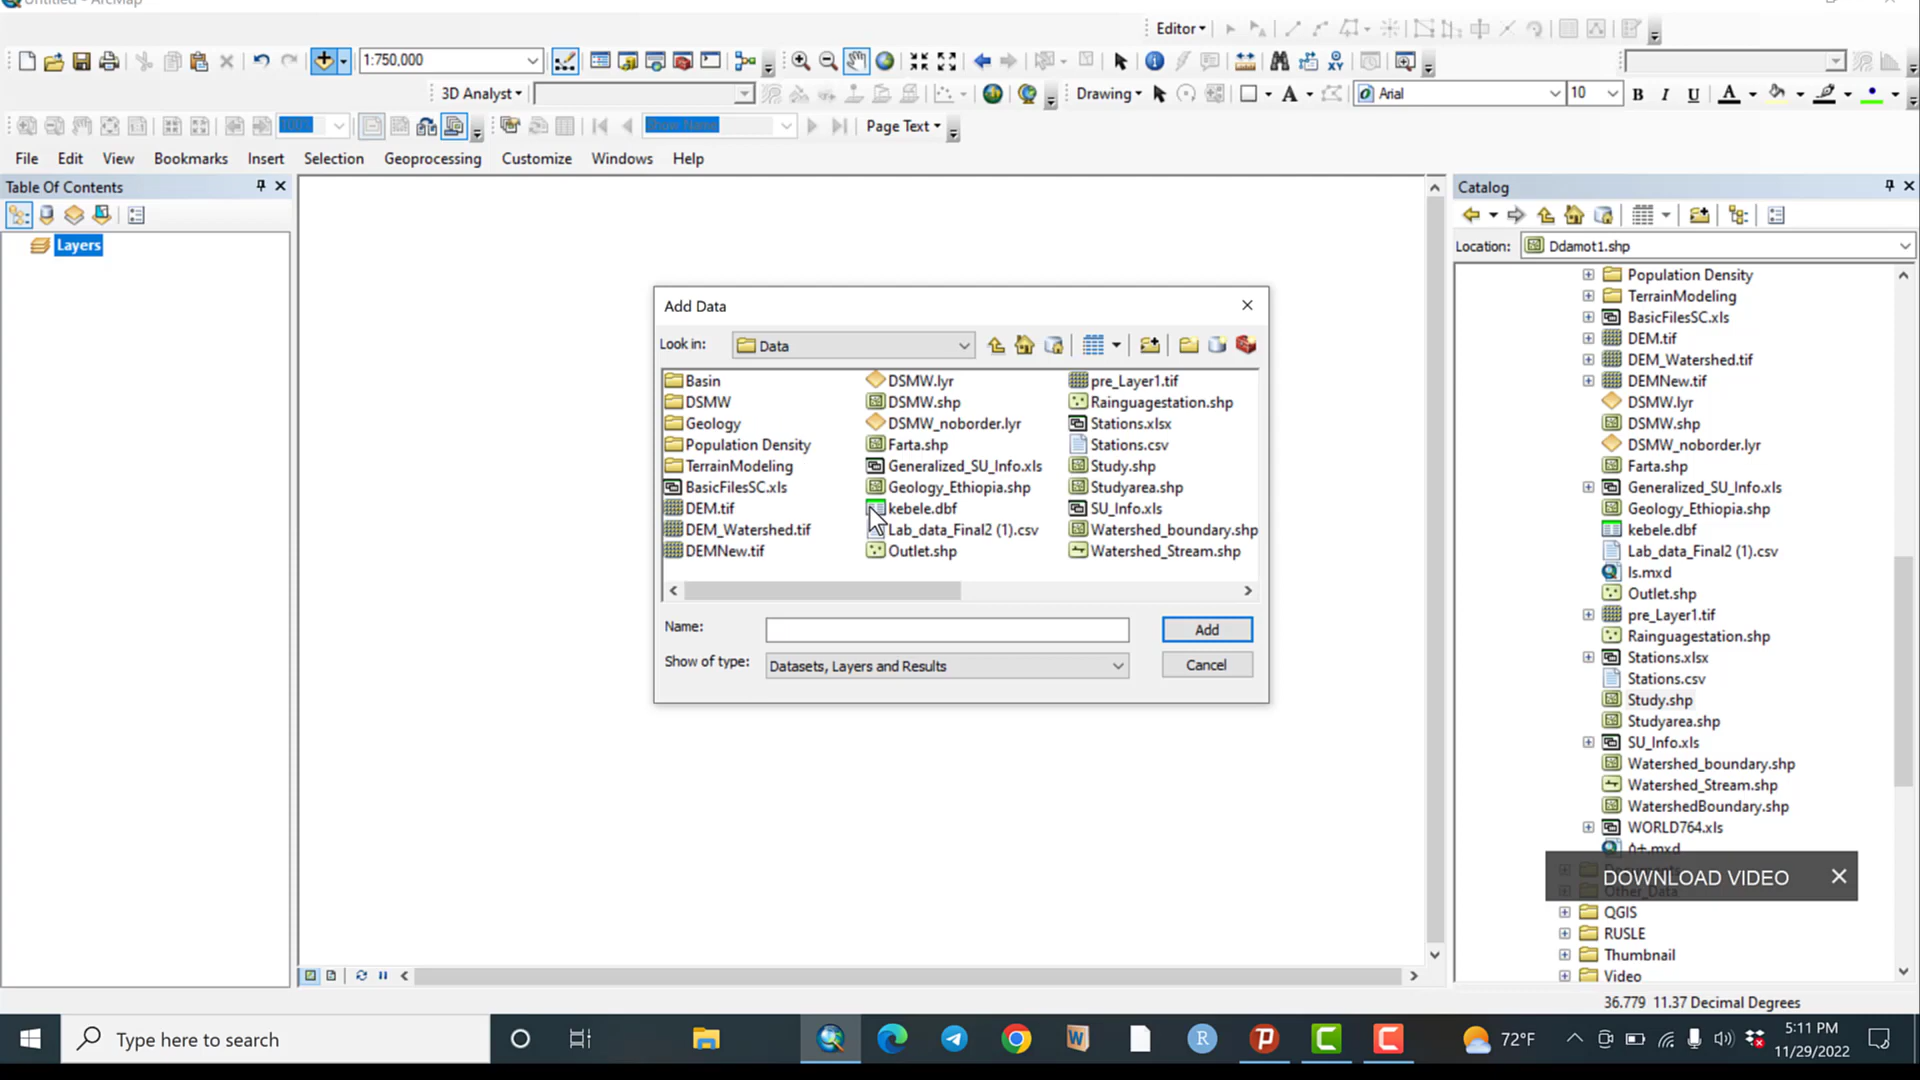 Untitled - ArcMap
Editor
1:750,000
3D Analyst
Drawing
Arial
10
B I U A
100%
Show Name
Page Text
File Edit View Bookmarks Insert Selection Geoprocessing Customize Windows Help
Table Of Contents
Layers
Add Data
Look in: Data
Basin
DSMW
Geology
Population Density
TerrainModeling
BasicFilesSC.xls
DEM.tif
DEM_Watershed.tif
DEMNew.tif
DSMW.lyr
DSMW.shp
DSMW_noborder.lyr
Farta.shp
Generalized_SU_Info.xls
Geology_Ethiopia.shp
kebele.dbf
Lab_data_Final2 (1).csv
Outlet.shp
pre_Layer1.tif
Rainguagestation.shp
Stations.xlsx
Stations.csv
Study.shp
Studyarea.shp
SU_Info.xls
Watershed_boundary.shp
Watershed_Stream.shp
Name:
Add
Show of type: Datasets, Layers and Results
Cancel
Catalog
Location: Ddamot1.shp
Population Density
TerrainModeling
BasicFilesSC.xls
DEM.tif
DEM_Watershed.tif
DEMNew.tif
DSMW.lyr
DSMW.shp
DSMW_noborder.lyr
Farta.shp
Generalized_SU_Info.xls
Geology_Ethiopia.shp
kebele.dbf
Lab_data_Final2 (1).csv
ls.mxd
Outlet.shp
pre_Layer1.tif
Rainguagestation.shp
Stations.xlsx
Stations.csv
Study.shp
Studyarea.shp
SU_Info.xls
Watershed_boundary.shp
Watershed_Stream.shp
WatershedBoundary.shp
WORLD764.xls
DOWNLOAD VIDEO
Other_Data
QGIS
RUSLE
Thumbnail
Video
36.779 11.37 Decimal Degrees
Type here to search
72°F
5:11 PM
11/29/2022